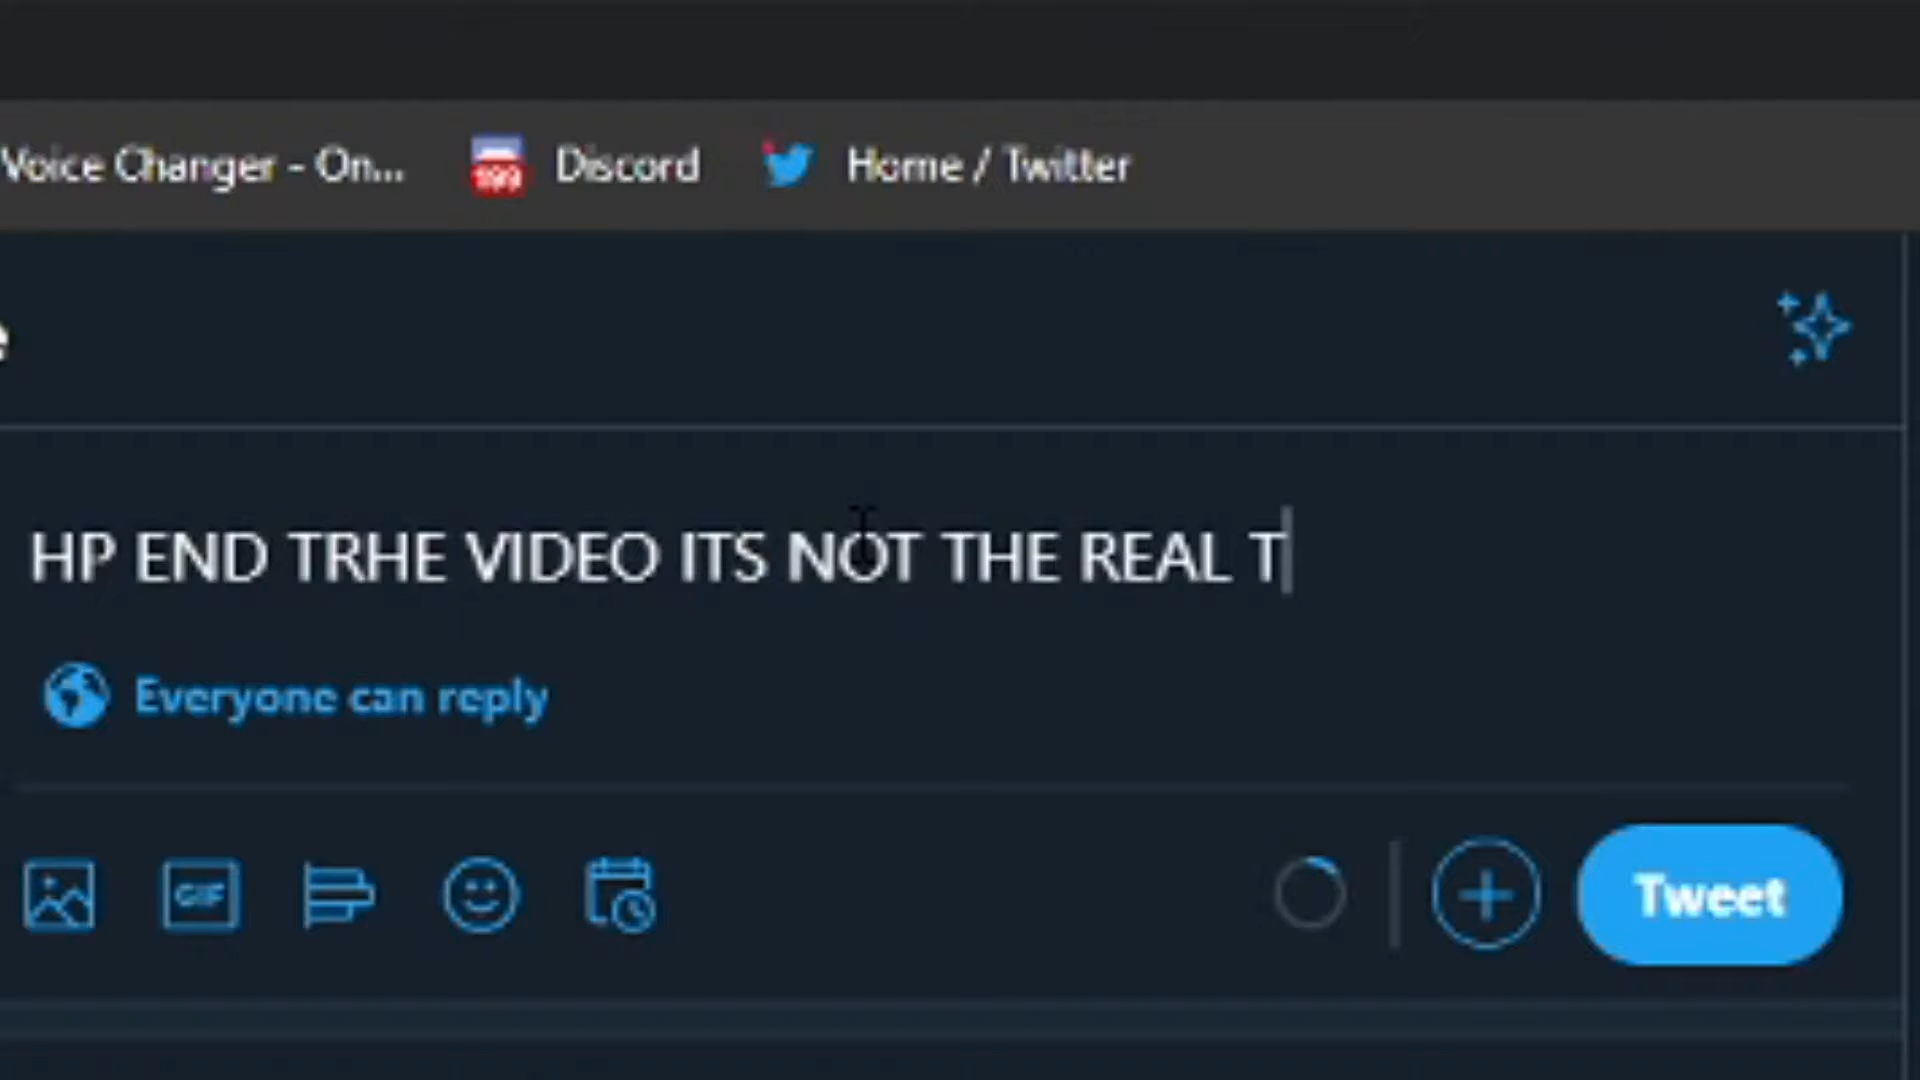 Voice Changer - On... 199 Discord Home / Twitter
HP END TRHE VIDEO ITS NOT THE REAL T
Everyone can reply
GIF Tweet